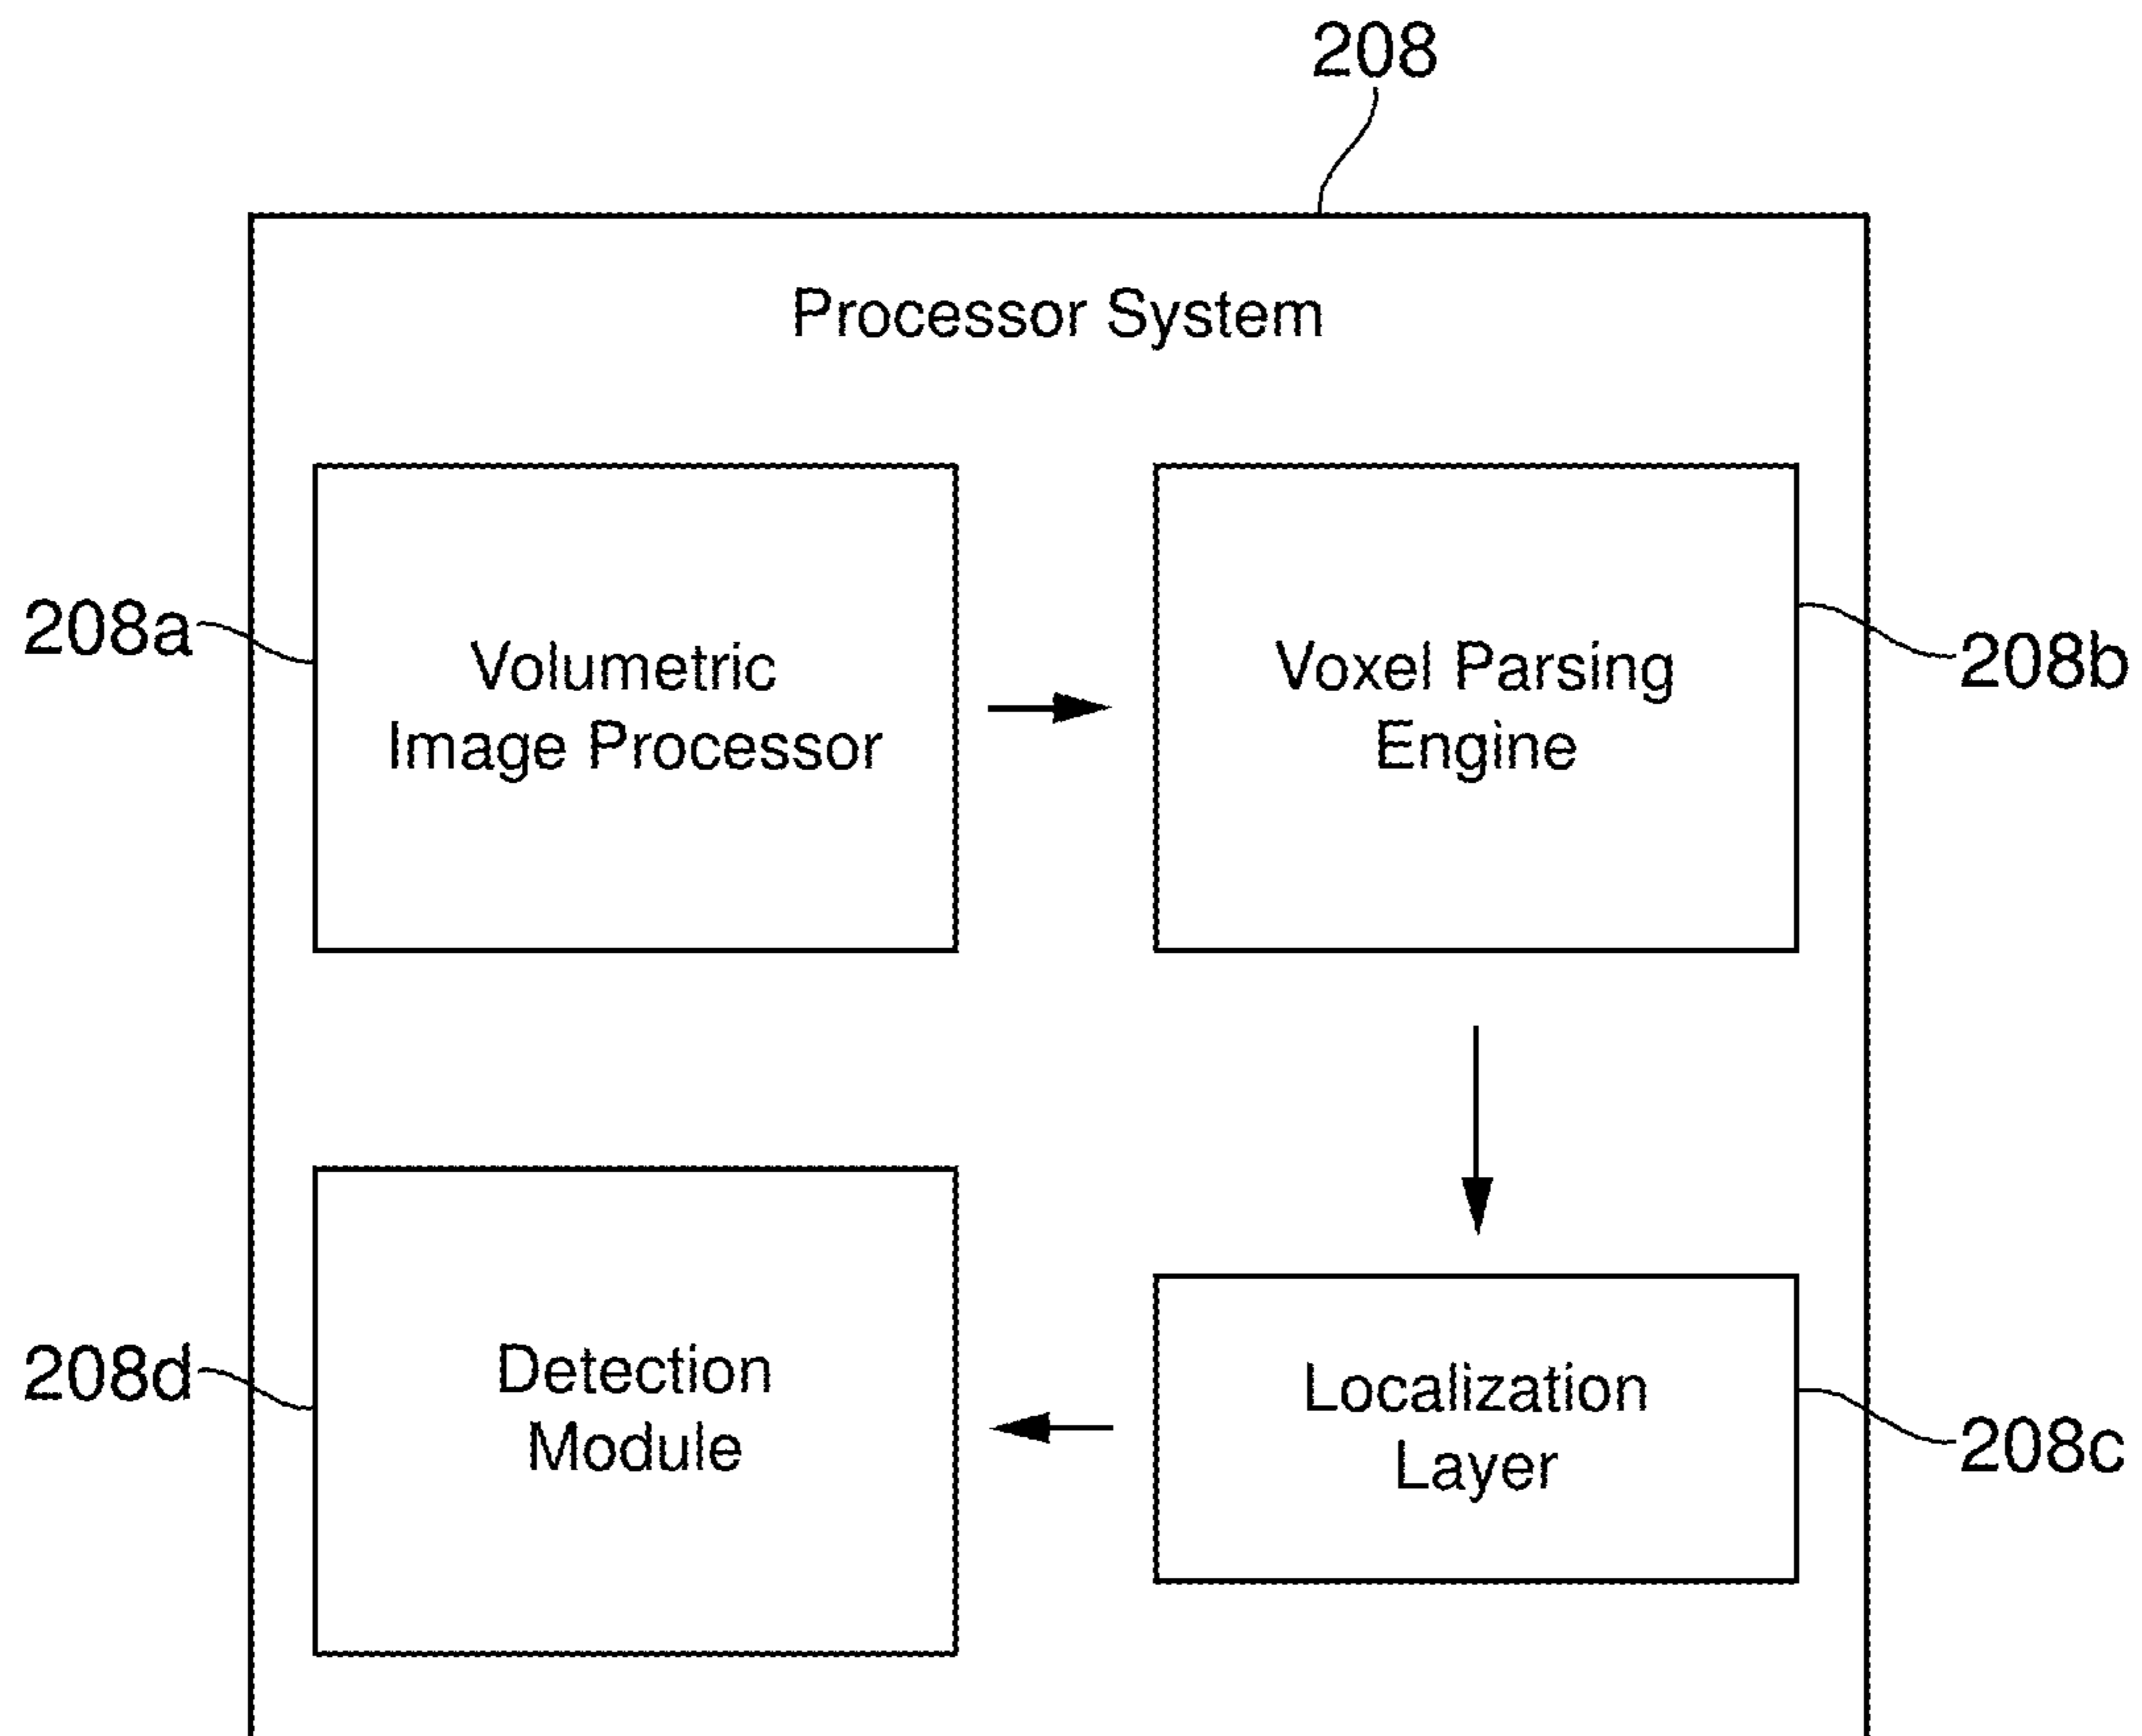 208
Processor System
208a
Volumetric
Image Processor
Voxel Parsing
Engine
208b
208d
Detection
Module
Localization
Layer
208c